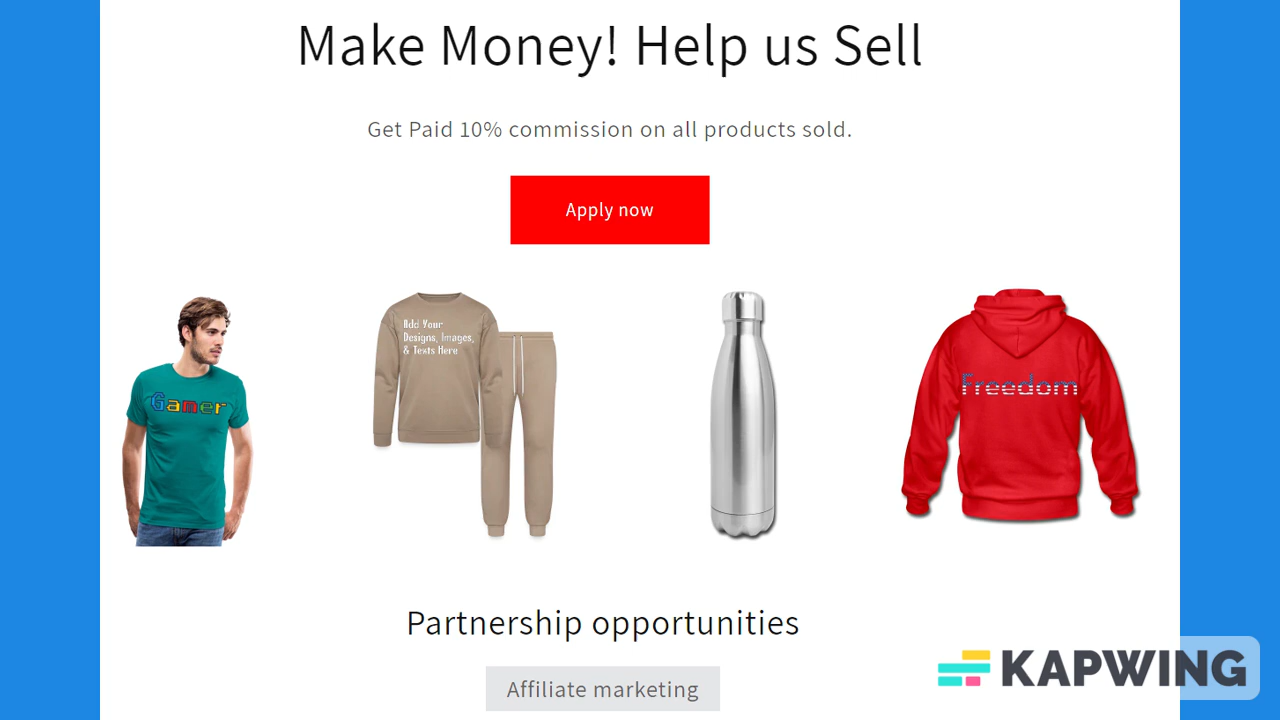 Make Money! Help us Sell
Get Paid 10% commission on all products sold.
Apply now
Gamer
Add Your
Designs, Images,
& Texts Here
Freedom
Partnership opportunities
Affiliate marketing
KAPWING